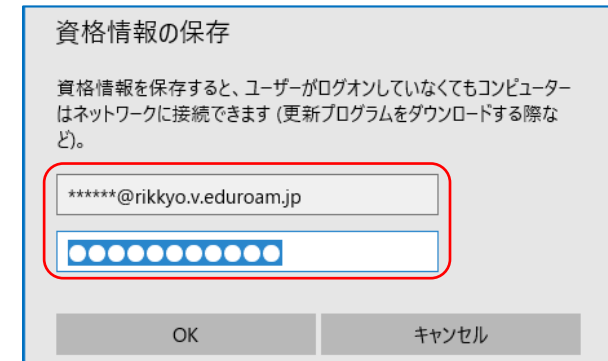 資格情報の保存
資格情報を保存すると、ユーザーがログオンしていなくてもコンピューター
はネットワークに接続できます (更新プログラムをダウンロードする際な
ど)。
******@rikkyo.v.eduroam.jp
●●●●●●●●●●●
OK
キャンセル